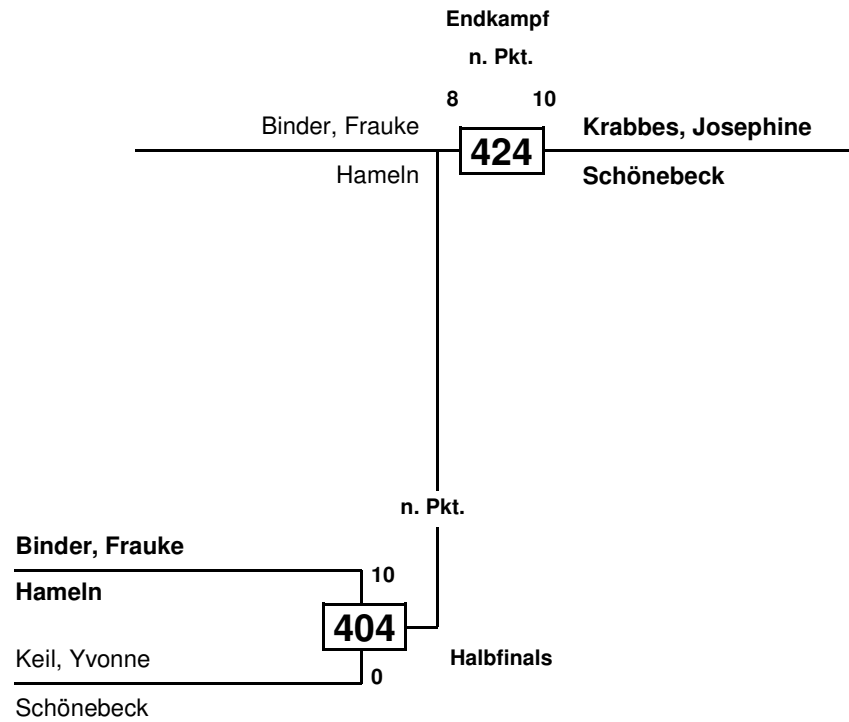 Endkampf
n. Pkt.
8 10
Binder, Frauke 424 Krabbes, Josephine
Hameln Schönebeck
n. Pkt.
Binder, Frauke
10
Hameln
404
Keil, Yvonne Halbfinals
0
Schönebeck